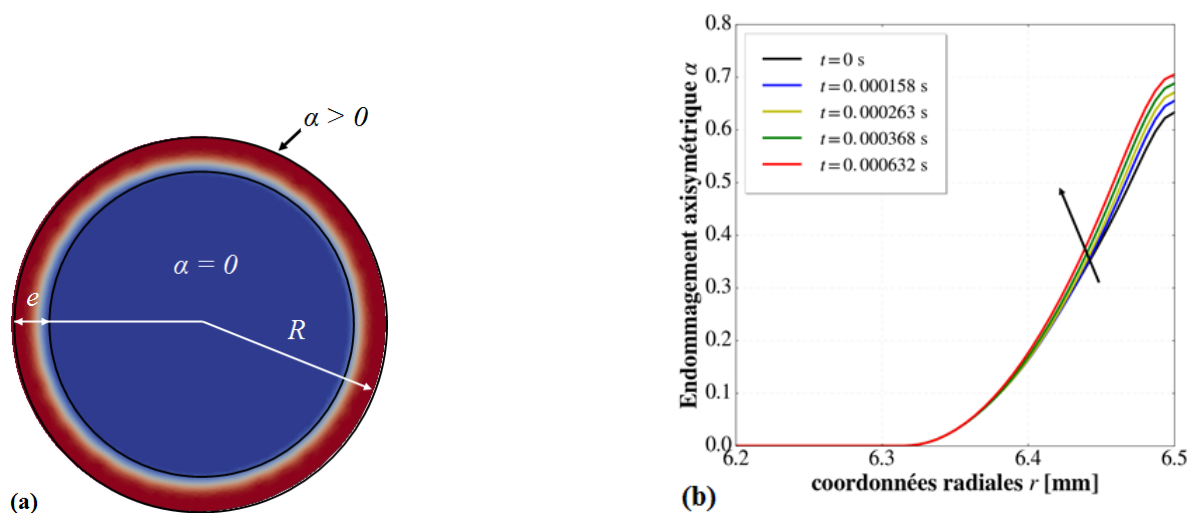 α > 0
α = 0
e
R
(a)
Endommagement axisymétrique α
0.8
0.7
0.6
0.5
0.4
0.3
0.2
0.1
0.0
t = 0 s
t = 0.000158 s
t = 0.000263 s
t = 0.000368 s
t = 0.000632 s
6.2 6.3 6.4 6.5
coordonnées radiales r [mm]
(b)